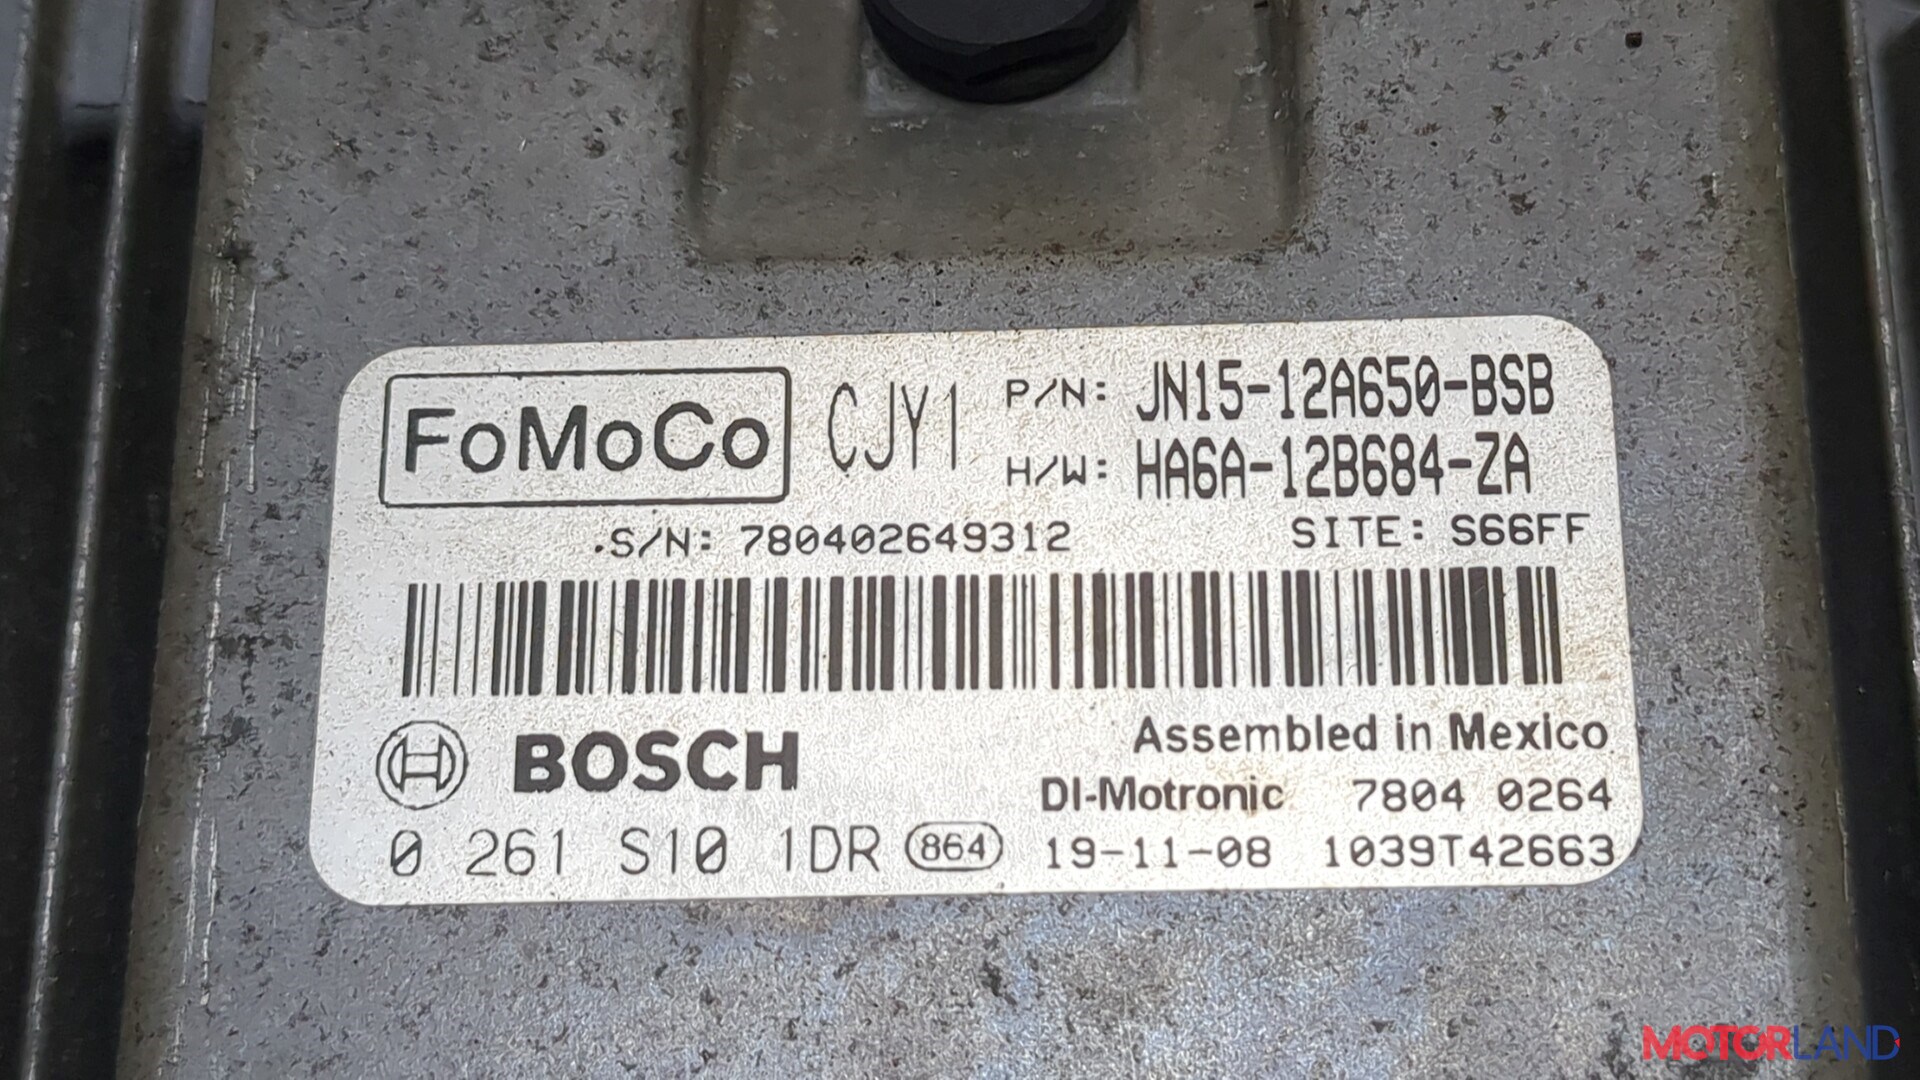 FoMoCo CJY1 P/N: JN15-12A650-BSB
H/W: HA6A-12B684-ZA
.S/N: 780402649312 SITE: S66FF
BOSCH Assembled in Mexico
DI-Motronic 7804 0264
0 261 S10 1DR 864 19-11-08 1039T42663
MOTORLAND